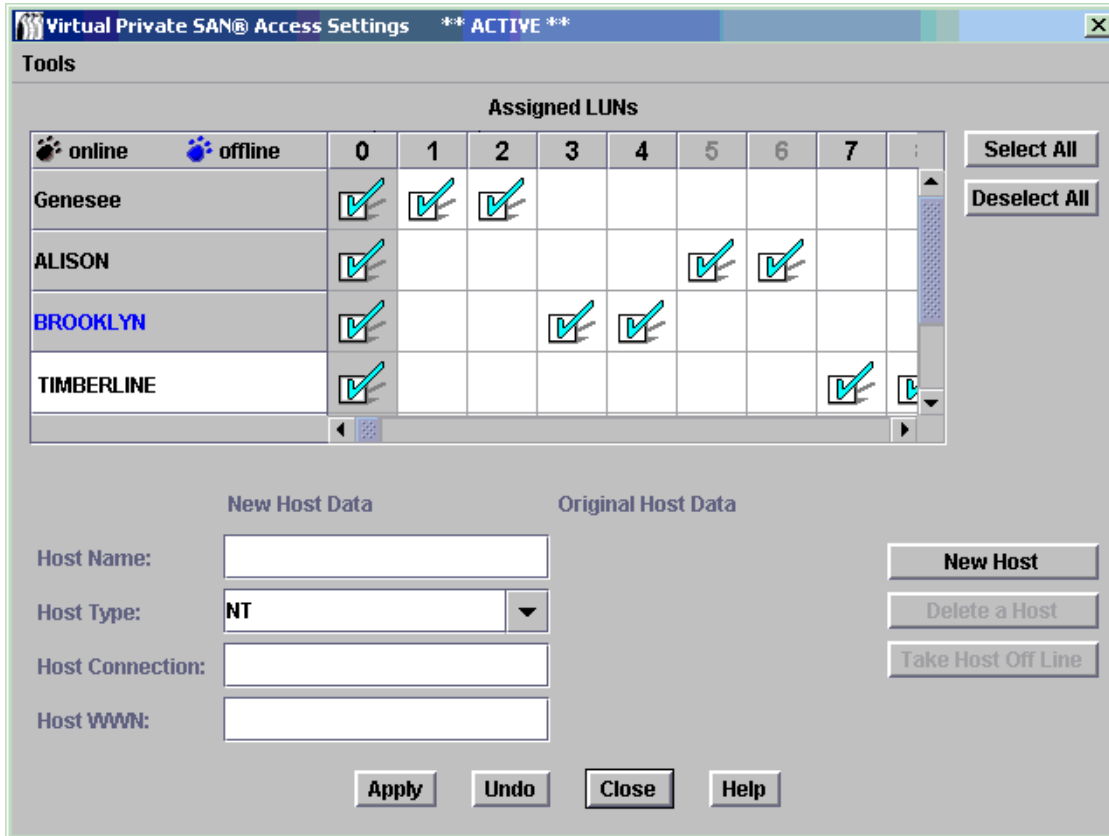 Virtual Private SAN® Access Settings ** ACTIVE **
Tools
Assigned LUNs
online offline 0 1 2 3 4 5 6 7
Select All
Genesee
Deselect All
ALISON
BROOKLYN
TIMBERLINE
New Host Data Original Host Data
Host Name:
New Host
Host Type: NT
Delete a Host
Host Connection:
Take Host Off Line
Host WWN:
Apply Undo Close Help